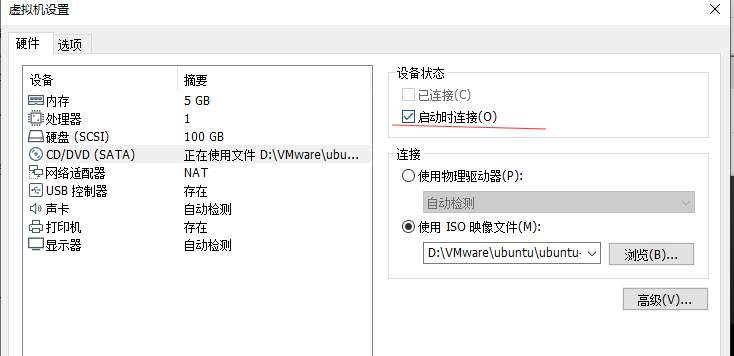 虚拟机设置
硬件 选项
设备 摘要
内存 5 GB
处理器 1
硬盘 (SCSI) 100 GB
CD/DVD (SATA) 正在使用文件 D:\VMware\ubu...
网络适配器 NAT
USB 控制器 存在
声卡 自动检测
打印机 存在
显示器 自动检测
设备状态
已连接(C)
启动时连接(O)
连接
使用物理驱动器(P):
自动检测
使用 ISO 映像文件(M):
D:\VMware\ubuntu\ubuntu- 浏览(B)...
高级(V)...